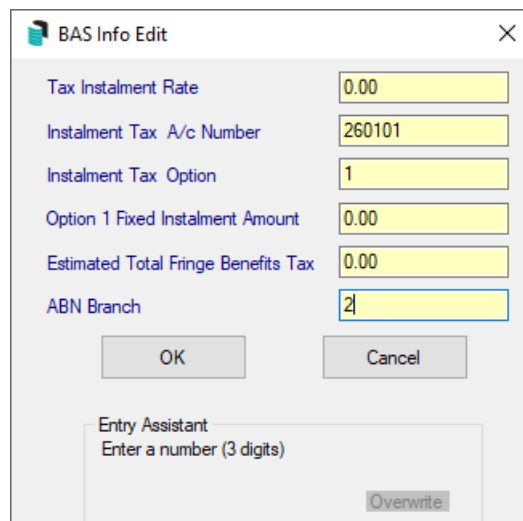 BAS Info Edit
Tax Instalment Rate 0.00
Instalment Tax A/c Number 260101
Instalment Tax Option 1
Option 1 Fixed Instalment Amount 0.00
Estimated Total Fringe Benefits Tax 0.00
ABN Branch 2
OK Cancel
Entry Assistant
Enter a number (3 digits)
Overwrite